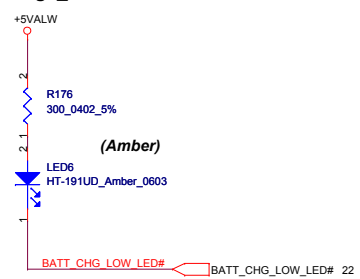 +5VALW
2
R176
300_0402_5%
1
2
(Amber)
LED6
HT-191UD_Amber_0603
1
BATT_CHG_LOW_LED#
BATT_CHG_LOW_LED# 22